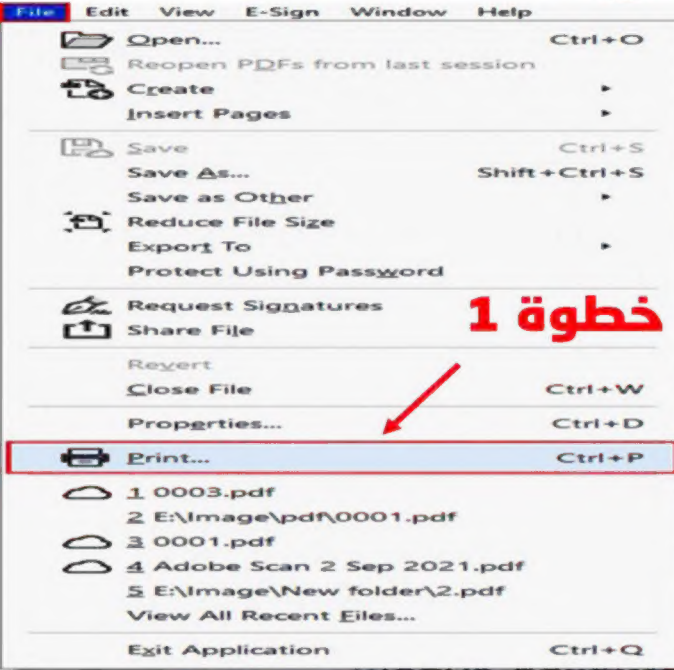 File Edit View E-Sign Window Help
Open... Ctrl+O
Reopen PDFs from last session
Create
Insert Pages
Save Ctrl+S
Save As... Shift+Ctrl+S
Save as Other
Reduce File Size
Export To
Protect Using Password
Request Signatures
خطوة 1
Share File
Revert
Close File Ctrl+W
Properties... Ctrl+D
Print... Ctrl+P
1 0003.pdf
2 E:\Image\pdf\0001.pdf
3 0001.pdf
4 Adobe Scan 2 Sep 2021.pdf
5 E:\Image\New folder\2.pdf
View All Recent Files...
Exit Application Ctrl+Q